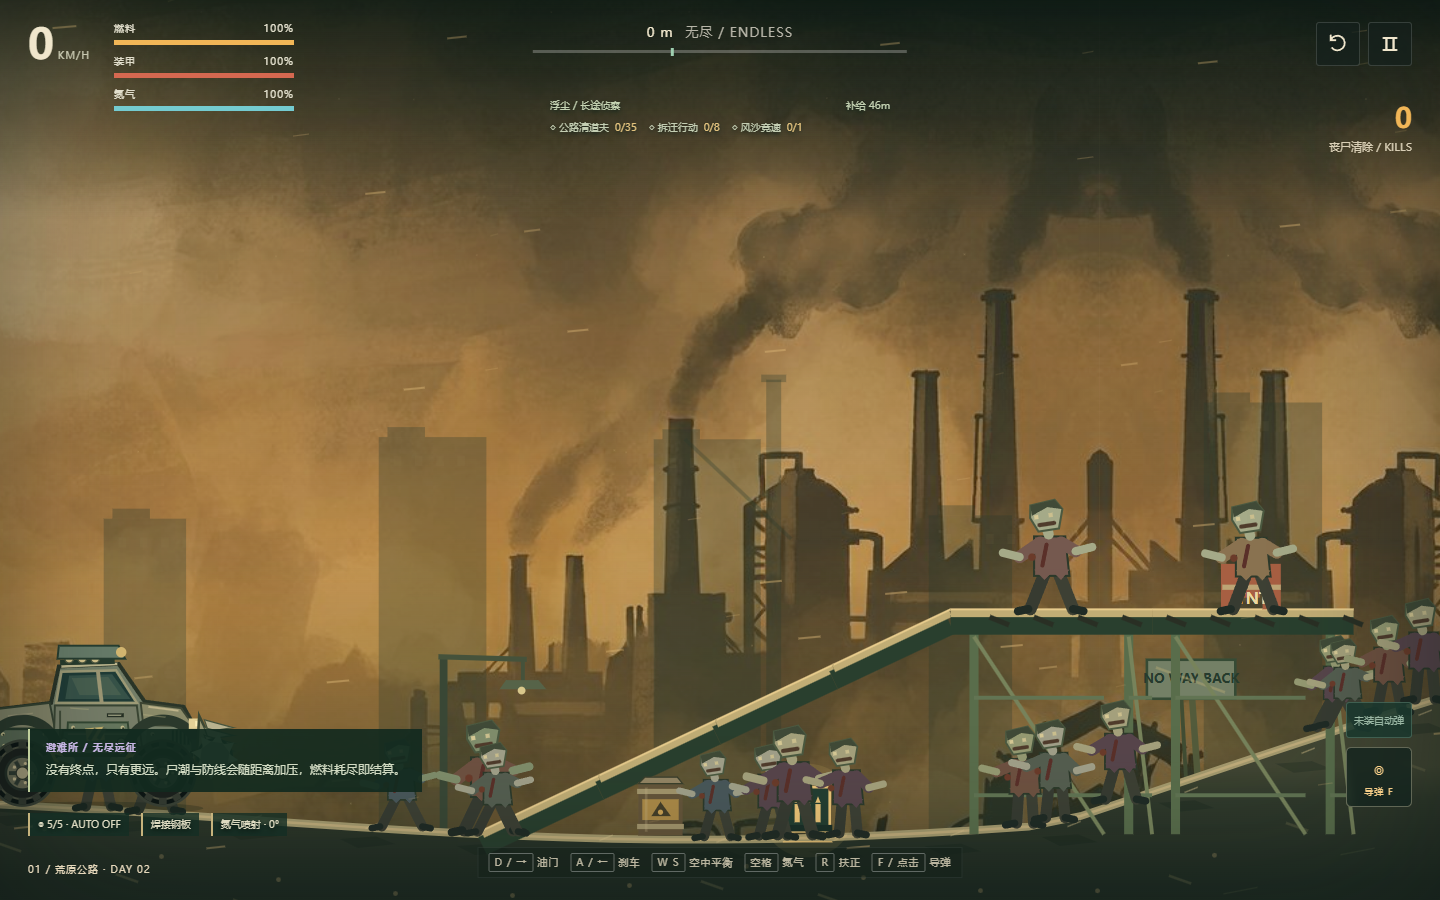 0 KM/H
燃料 100%
装甲 100%
氮气 100%
0 m 无尽 / ENDLESS
浮尘 / 长途侦察 补给 46m
公路清道夫 0/35 拆迁行动 0/8 风沙竞速 0/1
0
丧尸清除 / KILLS
NO WAY BACK
未装自动弹
导弹 F
避难所 / 无尽远征
没有终点，只有更远。尸潮与防线会随距离加压，燃料耗尽即结算。
5/5 · AUTO OFF 焊接钢板 氮气喷射 · 0°
D / → 油门 A / ← 刹车 W S 空中平衡 空格 氮气 R 扶正 F / 点击 导弹
01 / 荒原公路 · DAY 02